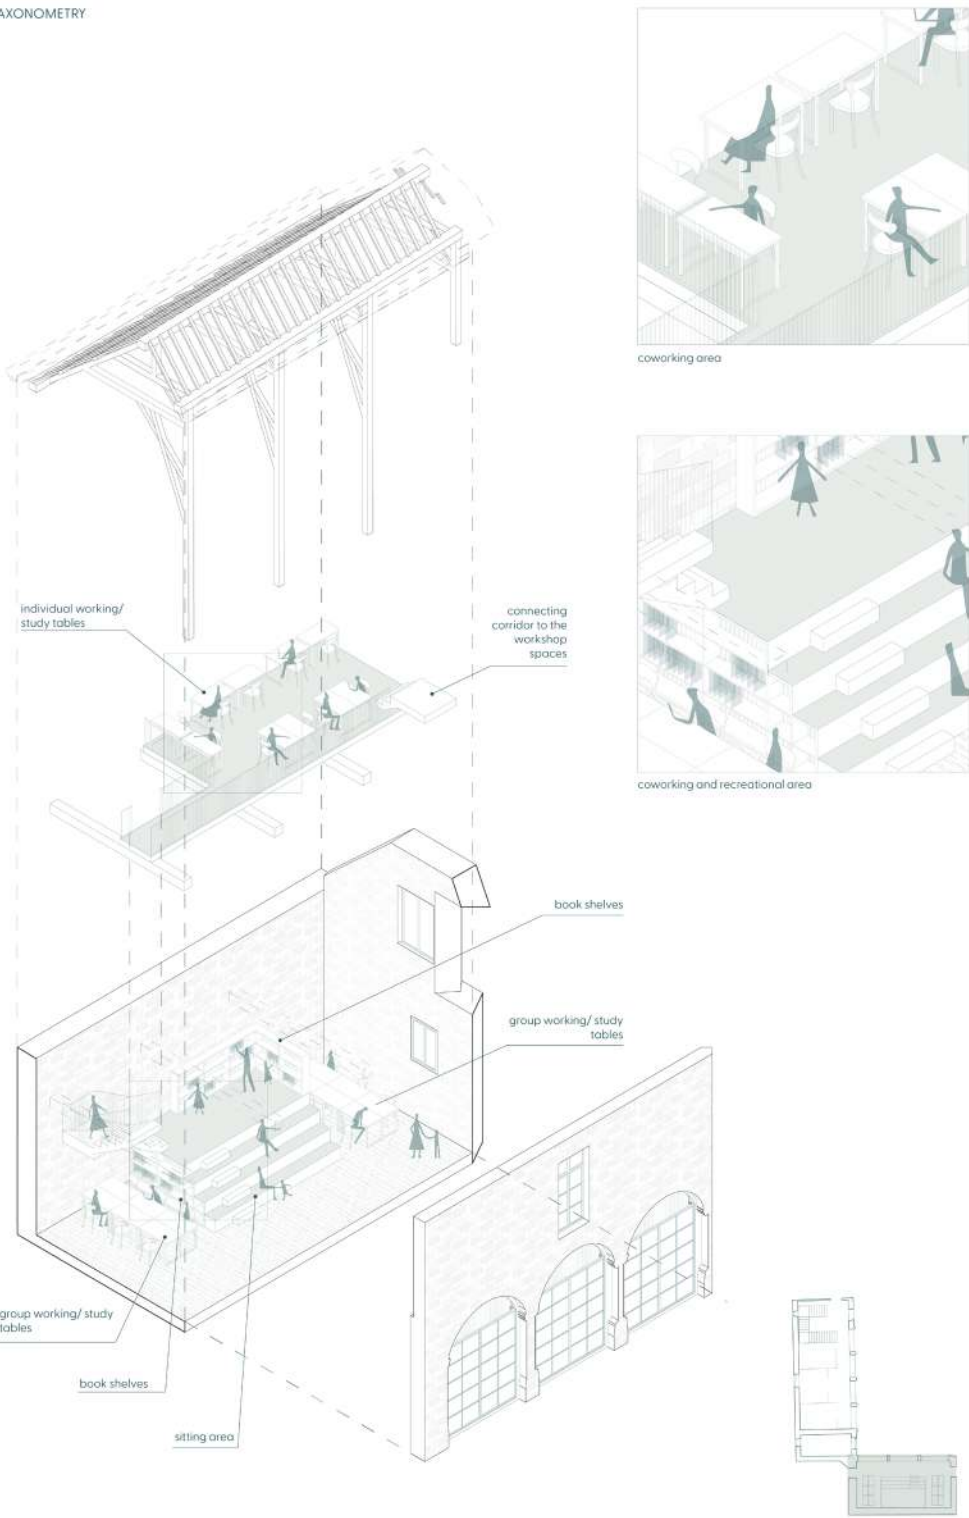 AXONOMETRY
coworking area
coworking and recreational area
individual working/
study tables
connecting
corridor to the
workshop
spaces
book shelves
group working/ study
tables
group working/ study
tables
book shelves
sitting area